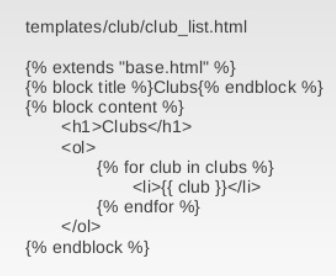 templates/club/club_list.html

{% extends "base.html" %}
{% block title %}Clubs{% endblock %}
{% block content %}
        <h1>Clubs</h1>
        <ol>
                {% for club in clubs %}
                        <li>{{ club }}</li>
                {% endfor %}
        </ol>
{% endblock %}